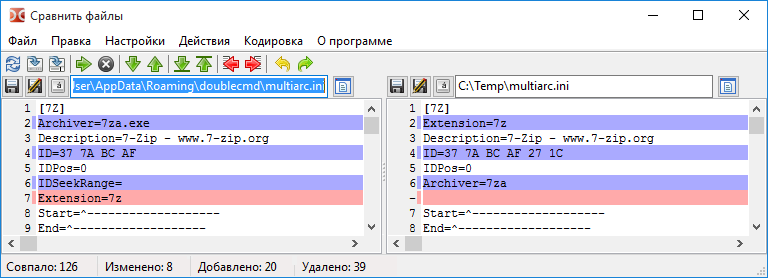 Сравнить файлы
Файл Правка Настройки Действия Кодировка О программе
Jser\AppData\Roaming\doublecmd\multiarc.ini
a
a
C:\Temp\multiarc.ini
1 [7Z]
2 Archiver=7za.exe
3 Description=7-Zip - www.7-zip.org
4 ID=37 7A BC AF
5 IDPos=0
6 IDSeekRange=
7 Extension=7z
8 Start=^-------------------
9 End=^-------------------
1 [7Z]
2 Extension=7z
3 Description=7-Zip - www.7-zip.org
4 ID=37 7A BC AF 27 1C
5 IDPos=0
6 Archiver=7za
-
7 Start=^-------------------
8 End=^-------------------
Совпало: 126 Изменено: 8 Добавлено: 20 Удалено: 39